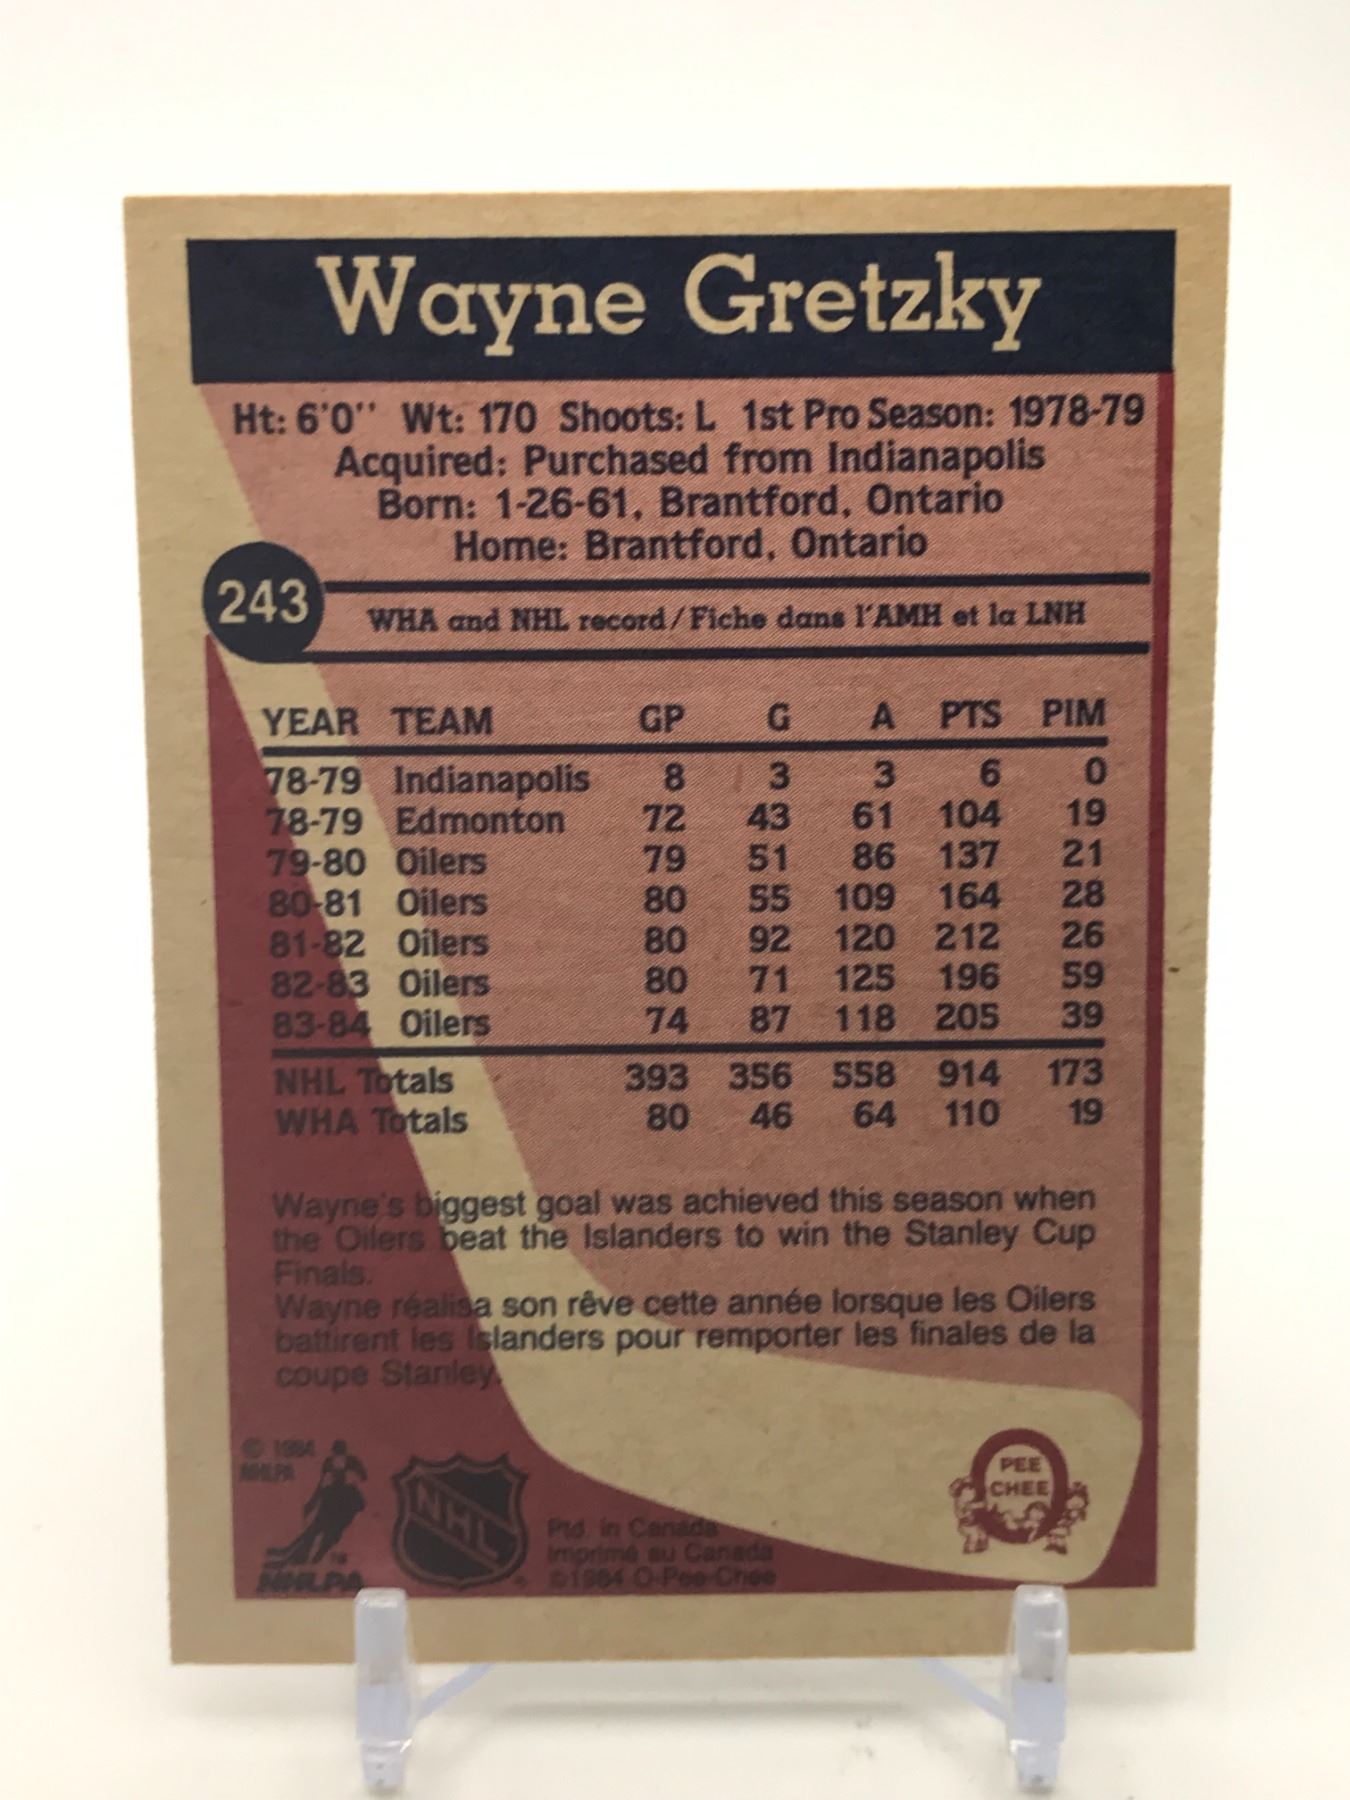 Wayne Gretzky
Ht: 6'0'' Wt: 170 Shoots: L 1st Pro Season: 1978-79
Acquired: Purchased from Indianapolis
Born: 1-26-61, Brantford, Ontario
Home: Brantford, Ontario
243
WHA and NHL record/Fiche dans l'AMH et la LNH
YEAR TEAM GP G A PTS PIM
78-79 Indianapolis 8 3 3 6 0
78-79 Edmonton 72 43 61 104 19
79-80 Oilers 79 51 86 137 21
80-81 Oilers 80 55 109 164 28
81-82 Oilers 80 92 120 212 26
82-83 Oilers 80 71 125 196 59
83-84 Oilers 74 87 118 205 39
NHL Totals 393 356 558 914 173
WHA Totals 80 46 64 110 19
Wayne's biggest goal was achieved this season when
the Oilers beat the Islanders to win the Stanley Cup
Finals.
Wayne réalisa son rêve cette année lorsque les Oilers
battirent les Islanders pour remporter les finales de la
coupe Stanley.
© 1984
NHLPA
NHLPA
NHL
Ptd. in Canada
Imprimé au Canada
©1984 O-Pee-Chee
PEE
CHEE